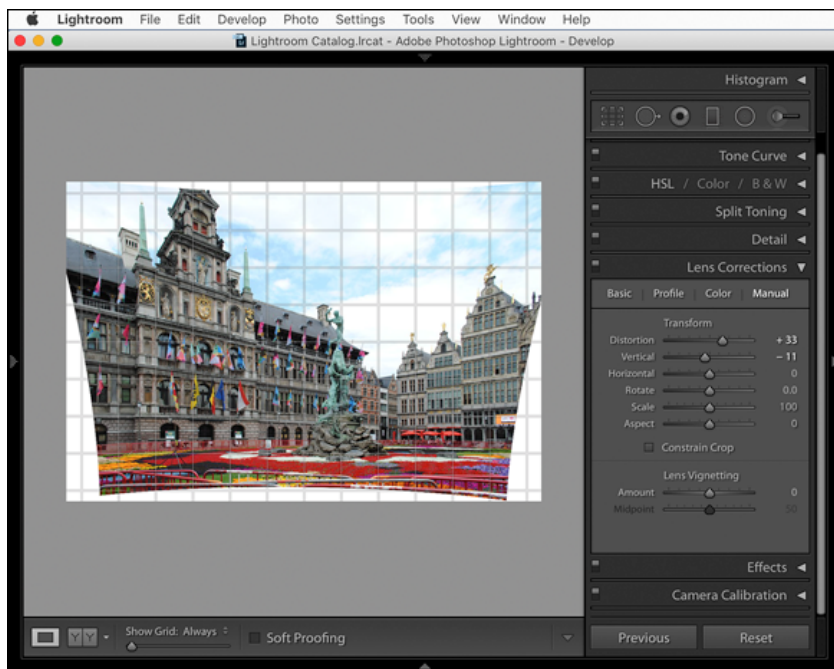 Lightroom File Edit Develop Photo Settings Tools View Window Help
Lightroom Catalog.lrcat - Adobe Photoshop Lightroom - Develop
Histogram
Tone Curve
HSL / Color / B & W
Split Toning
Detail
Lens Corrections
Basic | Profile | Color | Manual
Transform
Distortion + 33
Vertical - 11
Horizontal 0
Rotate 0.0
Scale 100
Aspect 0
Constrain Crop
Lens Vignetting
Amount 0
Midpoint 50
Effects
Camera Calibration
Y Y Show Grid: Always Soft Proofing
Previous Reset